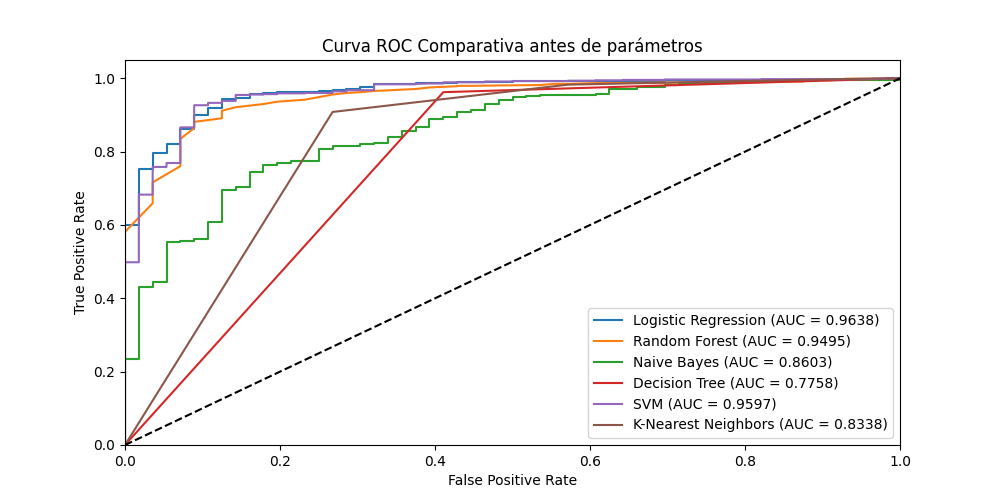 Curva ROC Comparativa antes de parámetros
True Positive Rate
1.0
0.8
0.6
0.4
0.2
0.0
Logistic Regression (AUC = 0.9638)
Random Forest (AUC = 0.9495)
Naive Bayes (AUC = 0.8603)
Decision Tree (AUC = 0.7758)
SVM (AUC = 0.9597)
K-Nearest Neighbors (AUC = 0.8338)
0.0 0.2 0.4 0.6 0.8 1.0
False Positive Rate